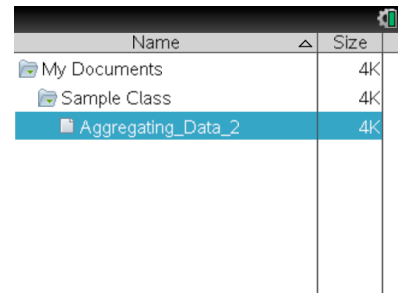 Name Size
My Documents 4K
Sample Class 4K
Aggregating_Data_2 4K